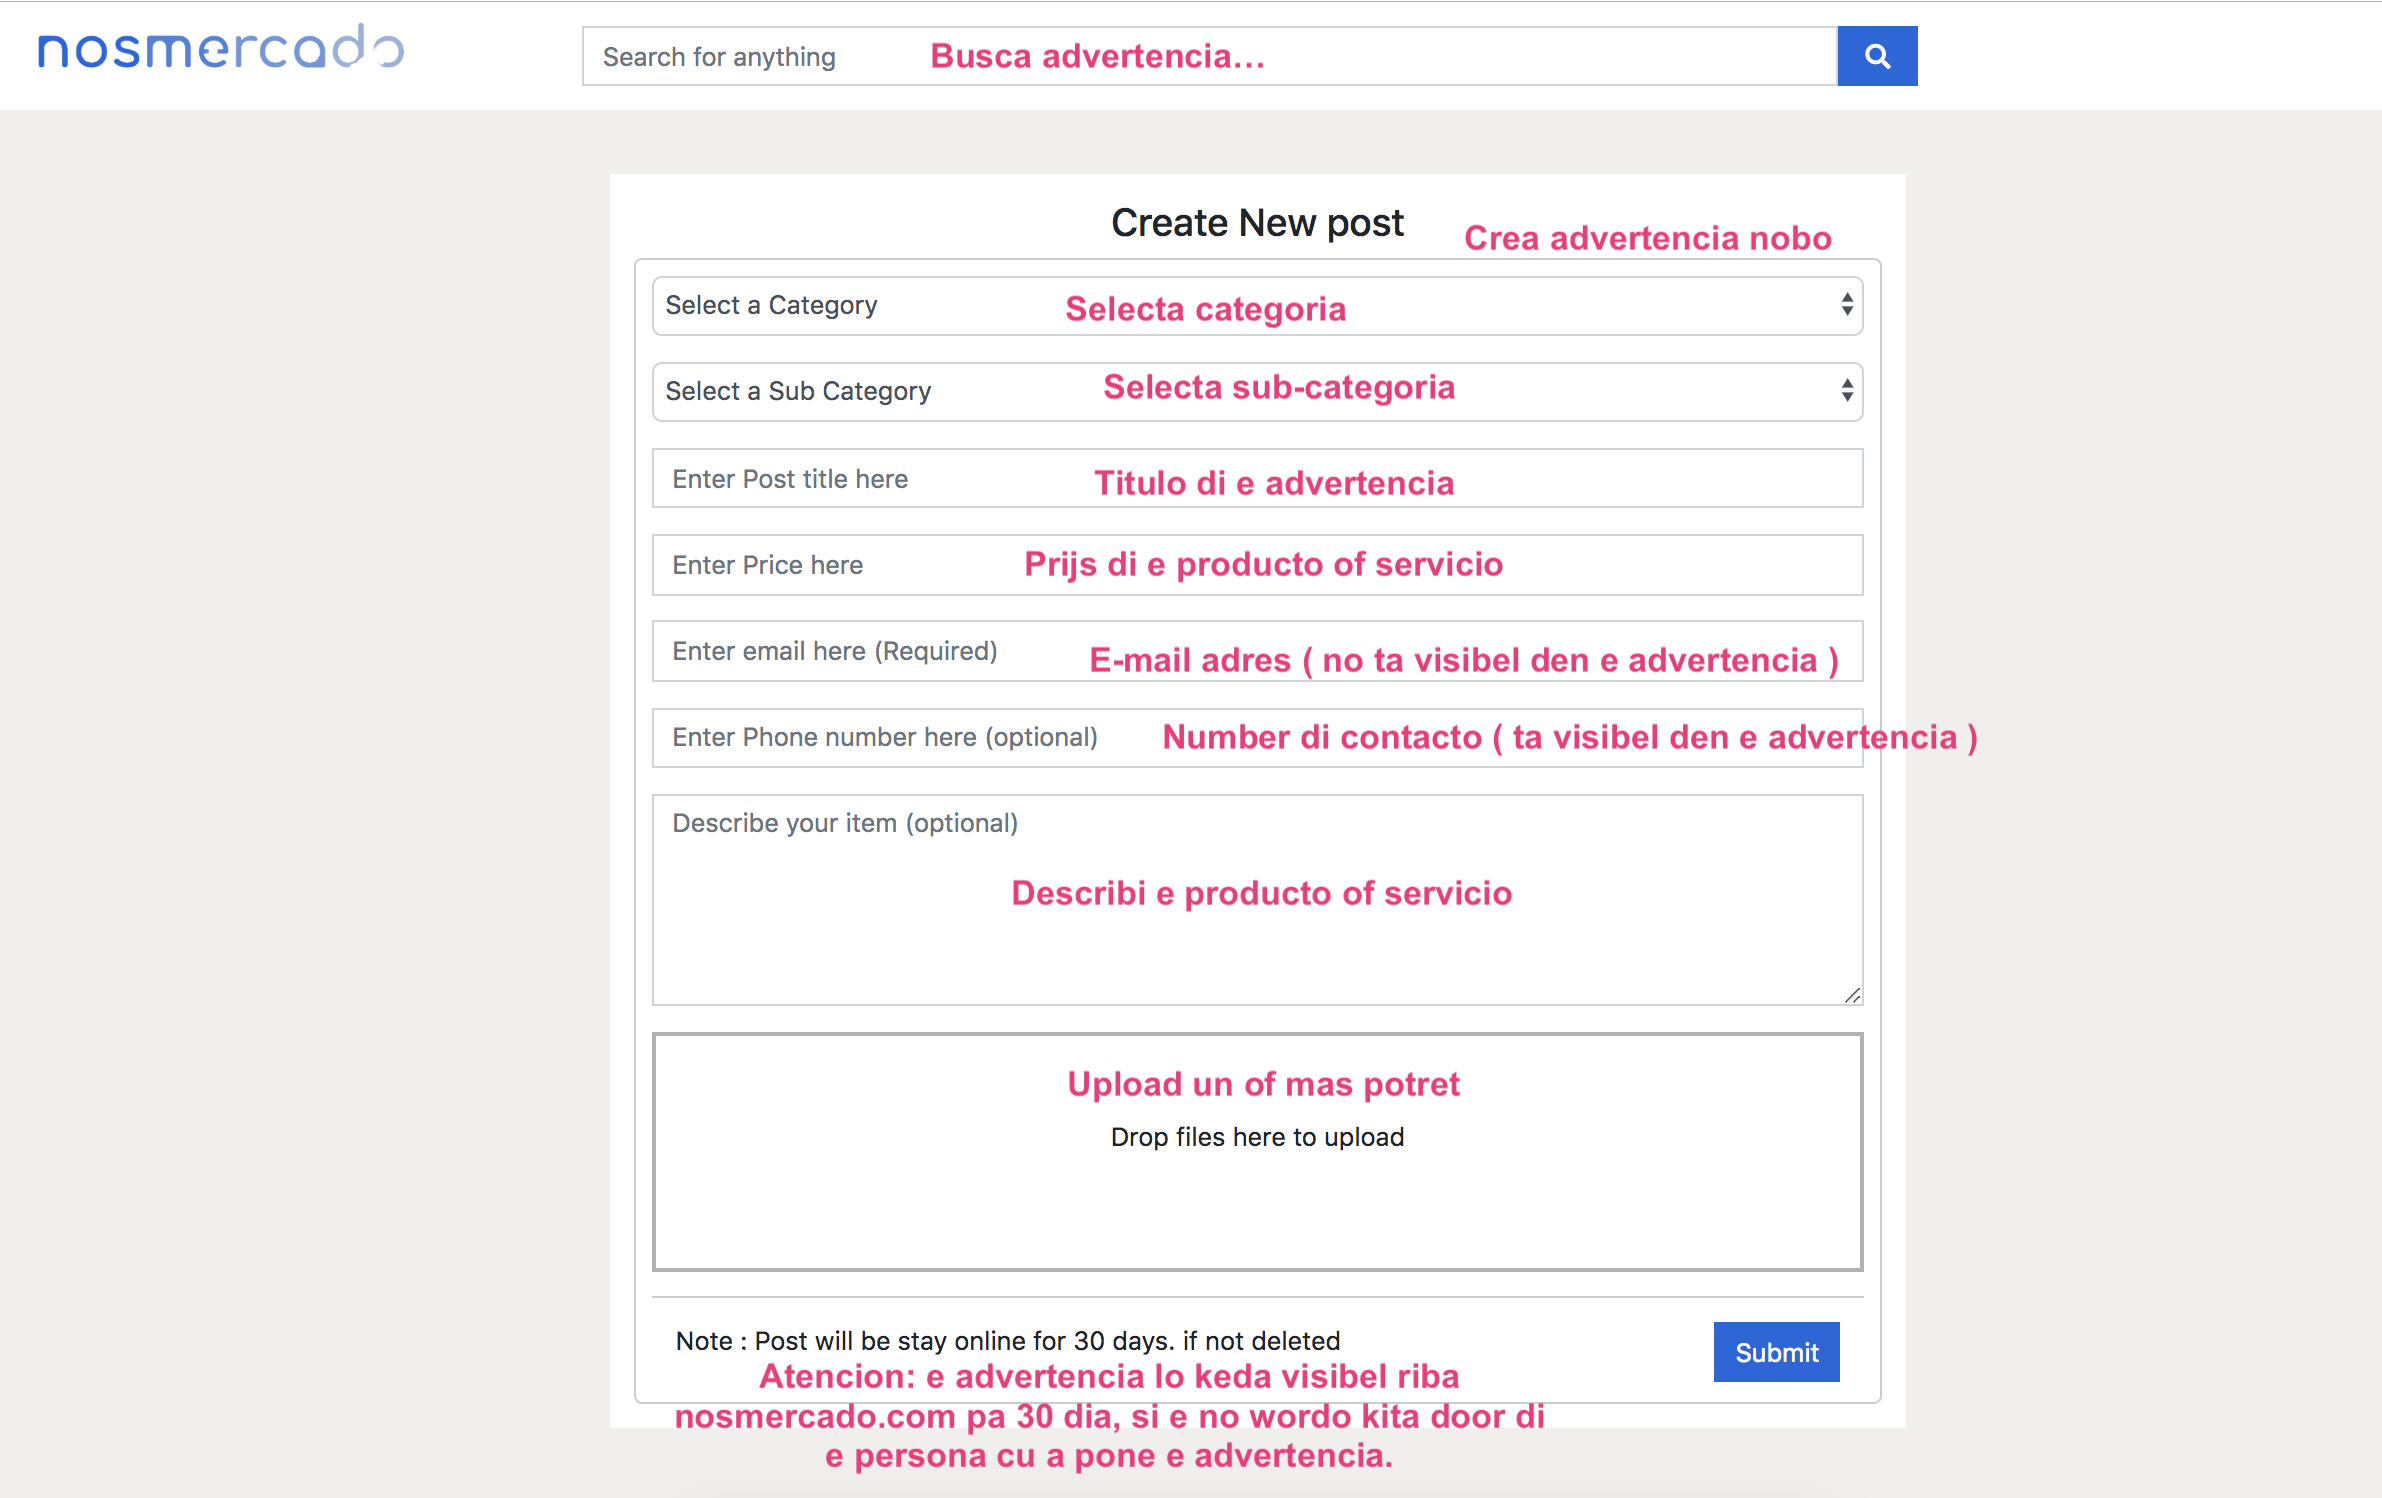 nosmercado
Search for anything Busca advertencia...
Create New post
Crea advertencia nobo
Select a Category Selecta categoria
Select a Sub Category Selecta sub-categoria
Enter Post title here Titulo di e advertencia
Enter Price here Prijs di e producto of servicio
Enter email here (Required) E-mail adres ( no ta visibel den e advertencia )
Enter Phone number here (optional) Number di contacto ( ta visibel den e advertencia )
Describe your item (optional)
Describi e producto of servicio
Upload un of mas potret
Drop files here to upload
Note : Post will be stay online for 30 days. if not deleted
Submit
Atencion: e advertencia lo keda visibel riba
nosmercado.com pa 30 dia, si e no wordo kita door di
e persona cu a pone e advertencia.